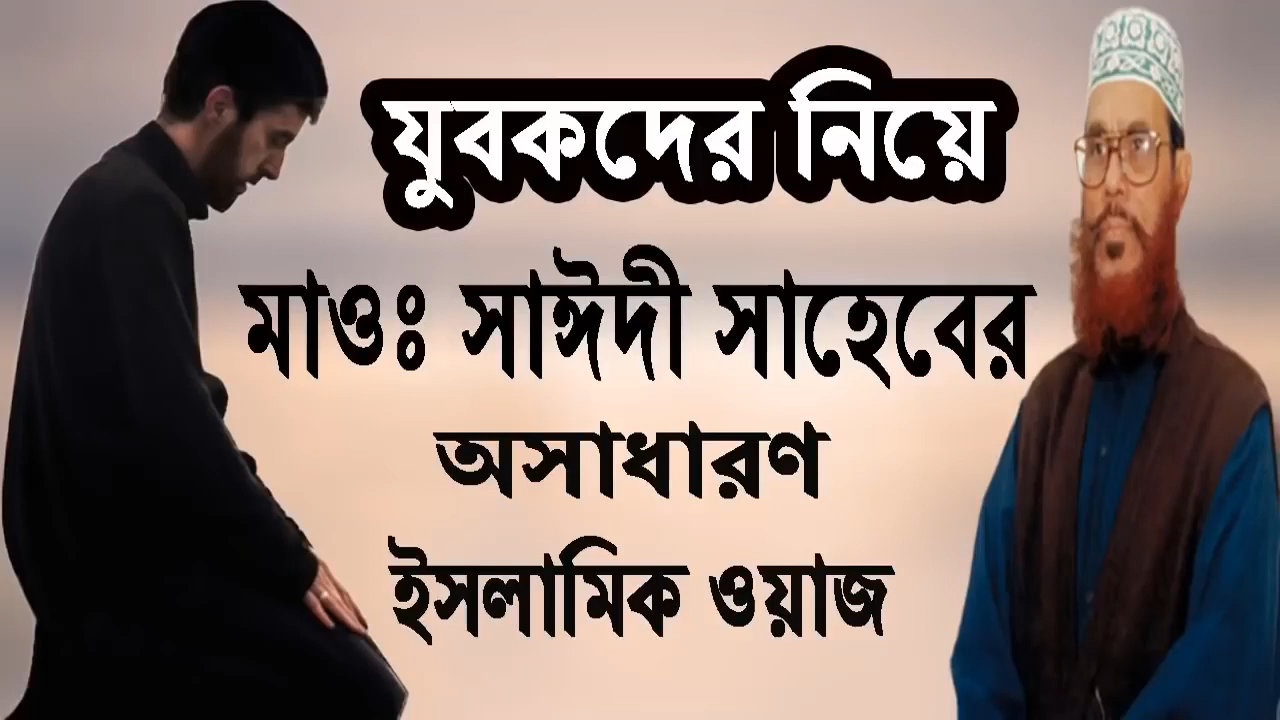 যুবকদের নিয়ে
মাওঃ সাঈদী সাহেবের
অসাধারণ
ইসলামিক ওয়াজ